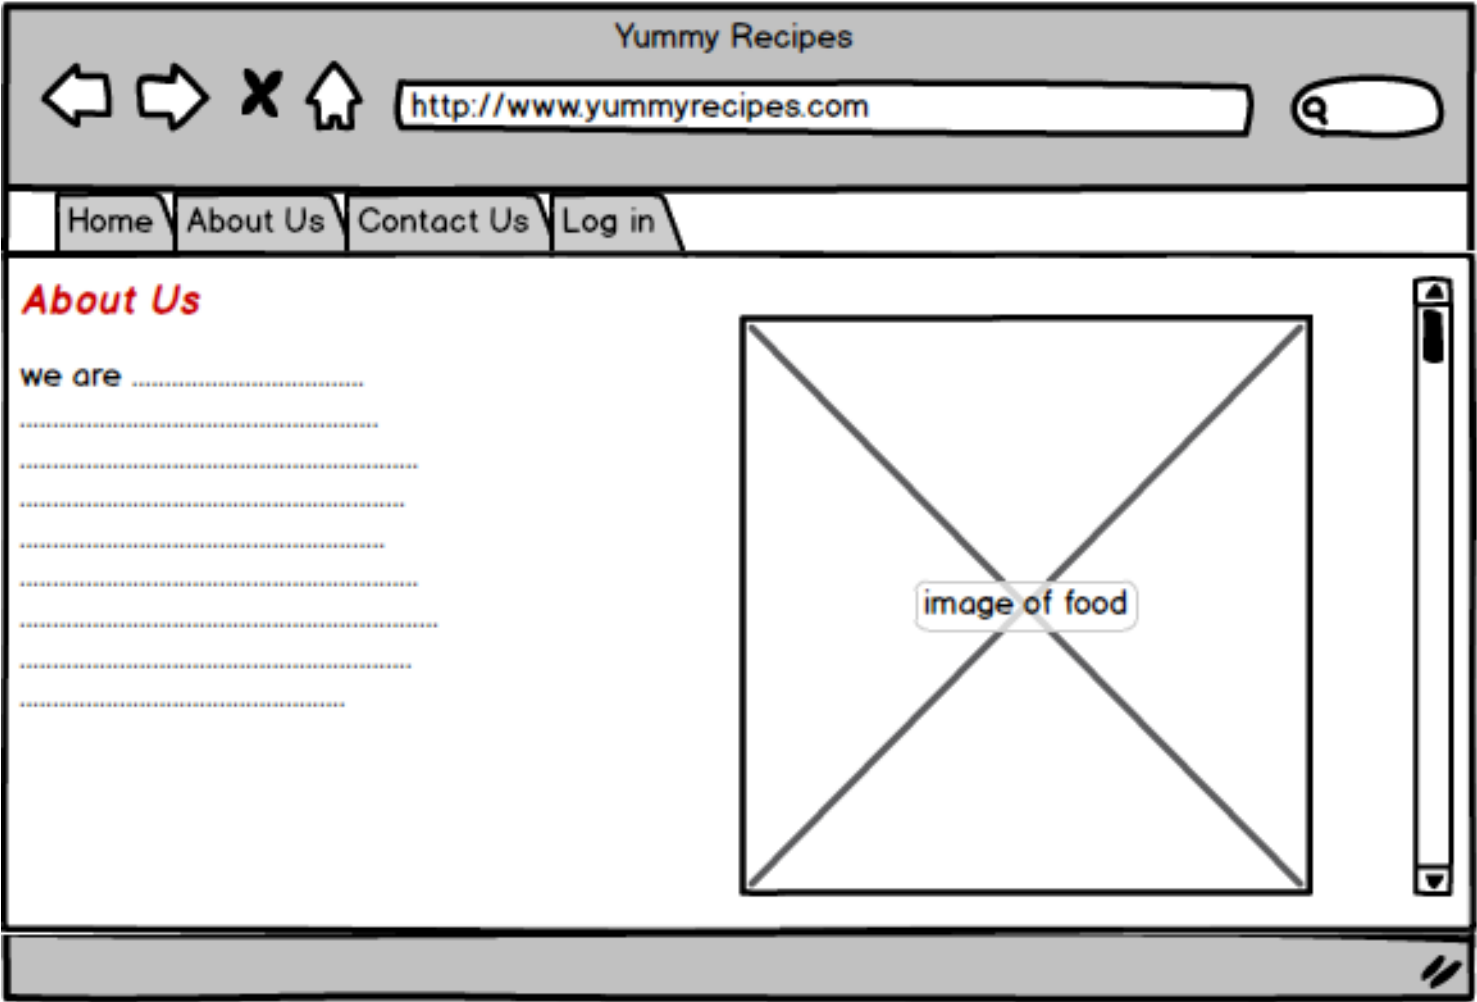 Yummy Recipes
http://www.yummyrecipes.com
Home About Us Contact Us Log in
About Us
we are ...................................
......................................................
............................................................
..........................................................
.......................................................
............................................................
...............................................................
...........................................................
.................................................
image of food